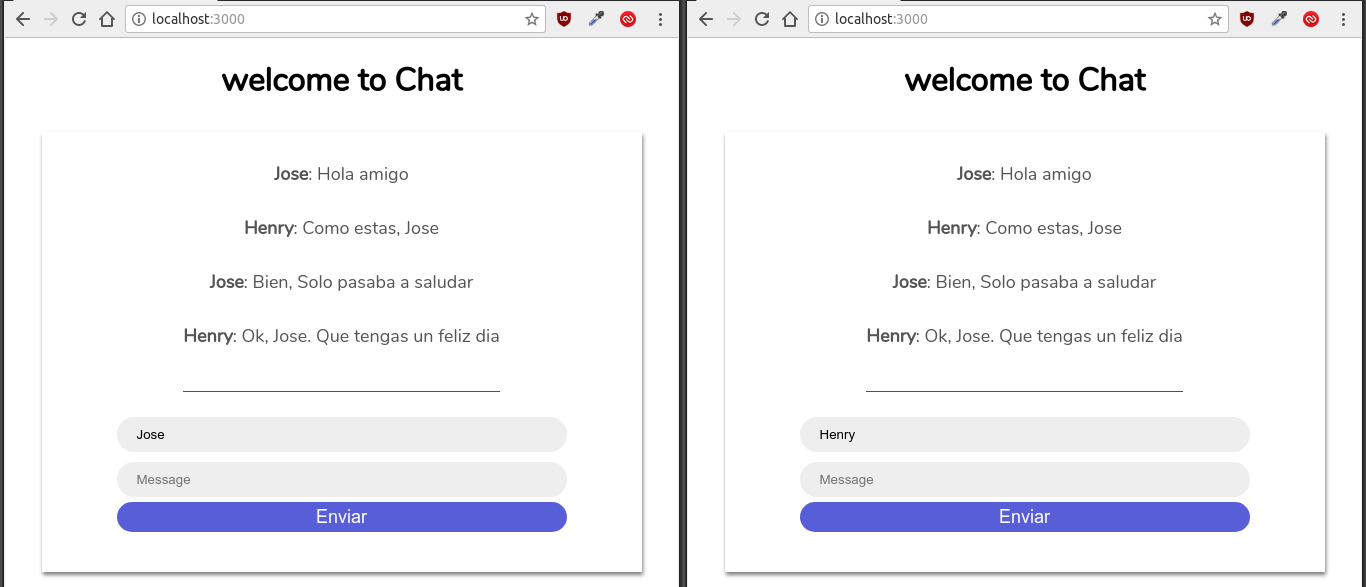 localhost:3000
welcome to Chat
Jose: Hola amigo
Henry: Como estas, Jose
Jose: Bien, Solo pasaba a saludar
Henry: Ok, Jose. Que tengas un feliz dia
Jose
Message
Enviar
localhost:3000
welcome to Chat
Jose: Hola amigo
Henry: Como estas, Jose
Jose: Bien, Solo pasaba a saludar
Henry: Ok, Jose. Que tengas un feliz dia
Henry
Message
Enviar